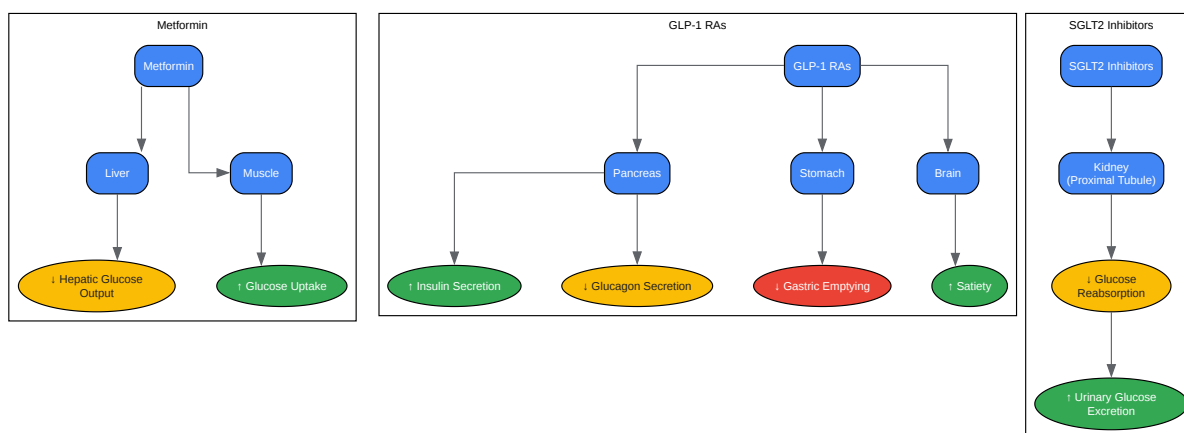 Metformin
Metformin
Liver
Muscle
↓ Hepatic Glucose
Output
↑ Glucose Uptake
GLP-1 RAs
GLP-1 RAs
Pancreas
Stomach
Brain
↑ Insulin Secretion
↓ Glucagon Secretion
↓ Gastric Emptying
↑ Satiety
SGLT2 Inhibitors
SGLT2 Inhibitors
Kidney
(Proximal Tubule)
↓ Glucose
Reabsorption
↑ Urinary Glucose
Excretion